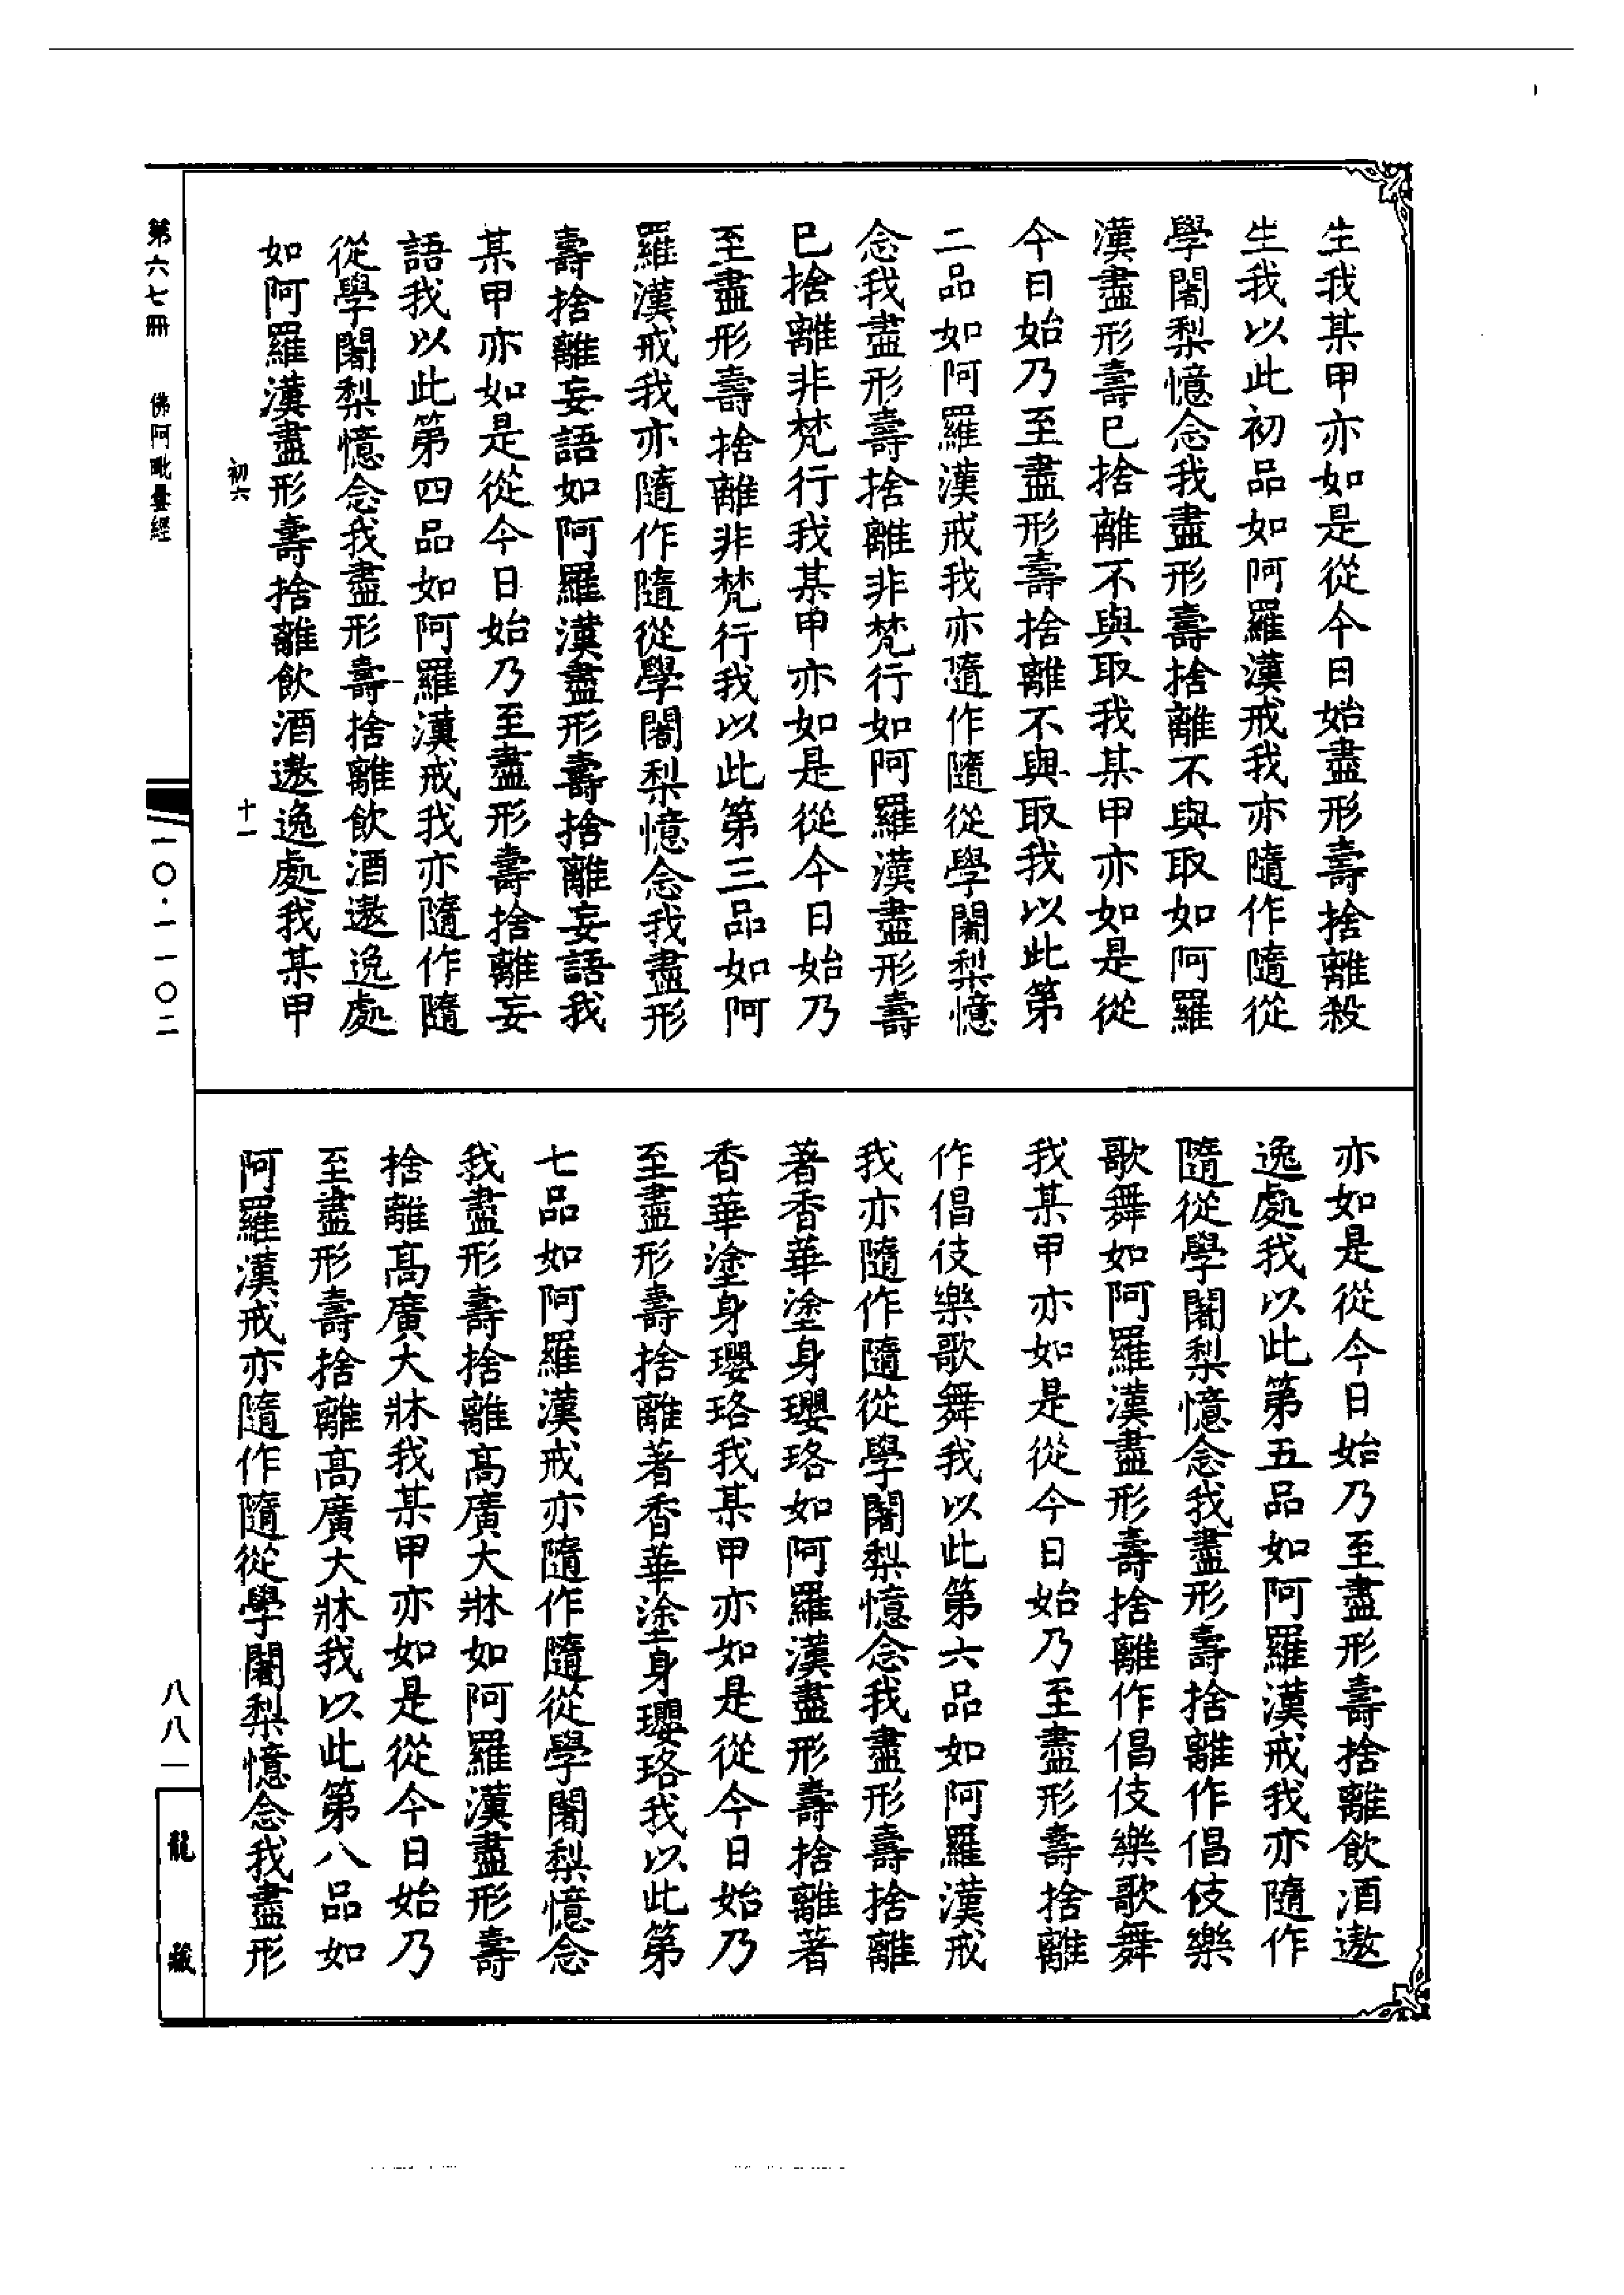 生我某甲亦如是從今日始盡形壽捨離殺
生我以此初品如阿羅漢戒我亦隨作隨從
學闍梨憶念我盡形壽捨離不與取如阿羅
漢盡形壽已捨離不與取我某甲亦如是從
今日始乃至盡形壽捨離不與取我以此第
二品如阿羅漢戒我亦隨作隨從學闍梨憶
念我盡形壽捨離非梵行如阿羅漢盡形壽
已捨離非梵行我某甲亦如是從今日始乃
至盡形壽捨離非梵行我以此第三品如阿
羅漢戒我亦隨作隨從學闍梨憶念我盡形
壽捨離妄語如阿羅漢盡形壽捨離妄語我
某甲亦如是從今日始乃至盡形壽捨離妄
語我以此第四品如阿羅漢戒我亦隨作隨
從學闍梨憶念我盡形壽捨離飲酒遨逸處
如阿羅漢盡形壽捨離飲酒遨逸處我某甲
初六 十一
亦如是從今日始乃至盡形壽捨離飲酒遨
逸處我以此第五品如阿羅漢戒我亦隨作
隨從學闍梨憶念我盡形壽捨離作倡伎樂
歌舞如阿羅漢盡形壽捨離作倡伎樂歌舞
我某甲亦如是從今日始乃至盡形壽捨離
作倡伎樂歌舞我以此第六品如阿羅漢戒
我亦隨作隨從學闍梨憶念我盡形壽捨離
著香華塗身瓔珞如阿羅漢盡形壽捨離著
香華塗身瓔珞我某甲亦如是從今日始乃
至盡形壽捨離著香華塗身瓔珞我以此第
七品如阿羅漢戒亦隨作隨從學闍梨憶念
我盡形壽捨離高廣大牀如阿羅漢盡形壽
捨離高廣大牀我某甲亦如是從今日始乃
至盡形壽捨離高廣大牀我以此第八品如
阿羅漢戒亦隨作隨從學闍梨憶念我盡形
第六七冊 佛阿毗曇經
一〇·一一〇二
八八一
龍藏